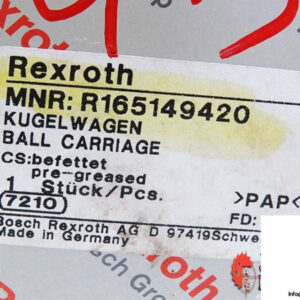 Rexroth
MNR: R165149420
KUGELWAGEN
BALL CARRIAGE
CS:befettet
pre-greased
1 Stück/Pcs. >PAP<
7210 FD:
Bosch Rexroth AG D 97419Schwe
Made in Germany